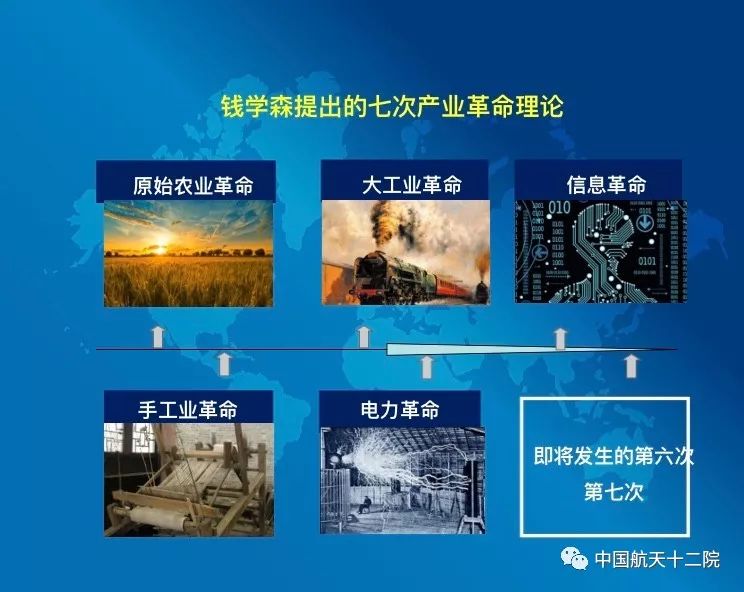 钱学森提出的七次产业革命理论
原始农业革命
大工业革命
信息革命
手工业革命
电力革命
即将发生的第六次
第七次
中国航天十二院